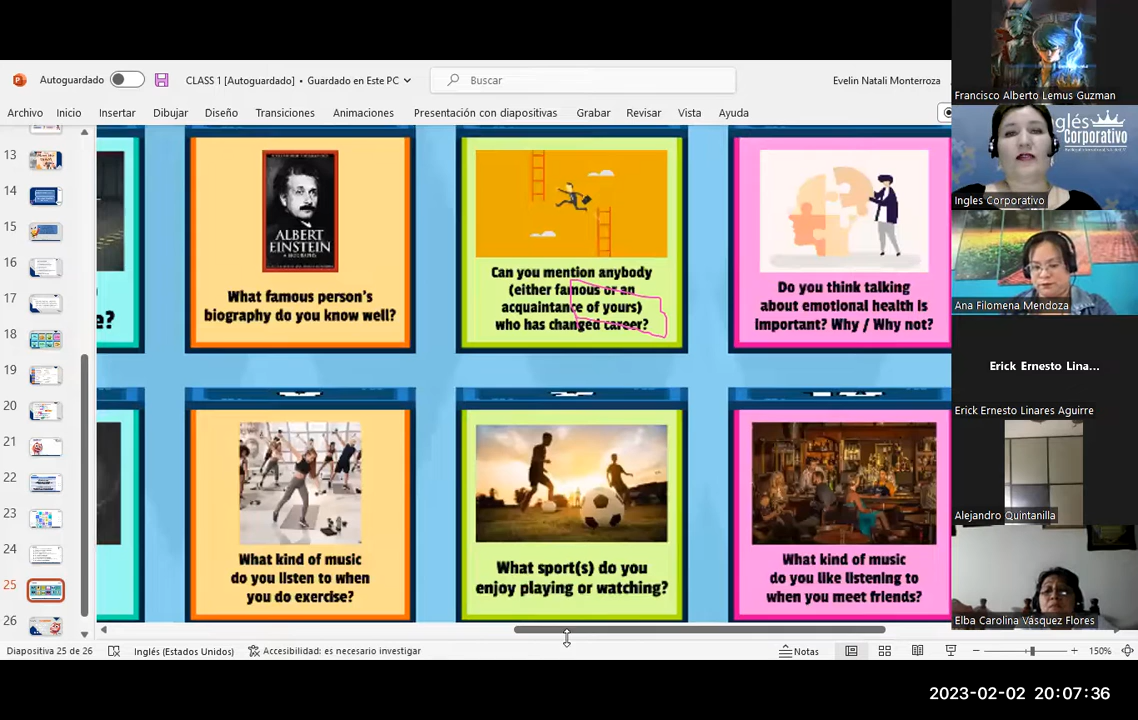 Autoguardado
CLASS 1 [Autoguardado] • Guardado en Este PC
Buscar
Evelin Natali Monterroza
Archivo Inicio Insertar Dibujar Diseño Transiciones Animaciones Presentación con diapositivas Grabar Revisar Vista Ayuda
13
14
15
16
17
18
19
20
21
22
23
24
25
26
ALBERT
EINSTEIN
What famous person's
biography do you know well?
Can you mention anybody
(either famous or an
acquaintance of yours)
who has changed career?
Do you think talking
about emotional health is
important? Why / Why not?
e?
What kind of music
do you listen to when
you do exercise?
What sport(s) do you
enjoy playing or watching?
What kind of music
do you like listening to
when you meet friends?
Diapositiva 25 de 26 Inglés (Estados Unidos) Accesibilidad: es necesario investigar Notas 150%
Francisco Alberto Lemus Guzman
glés
Corporativo
Ingles Corporativo
Ana Filomena Mendoza
Erick Ernesto Lina...
Erick Ernesto Linares Aguirre
Alejandro Quintanilla
Elba Carolina Vásquez Flores
2023-02-02 20:07:36